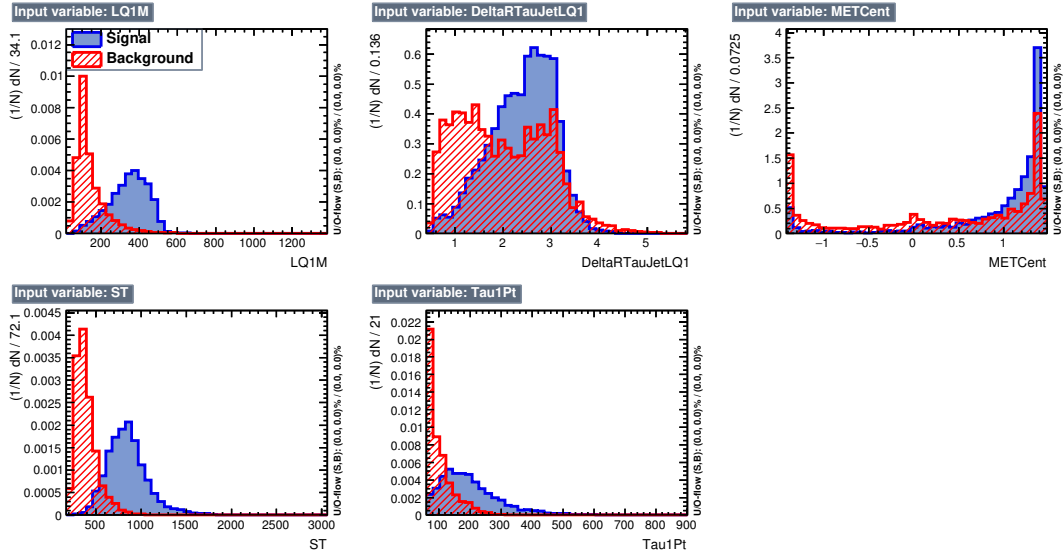 Input variable: LQ1M
Signal
Background
(1/N) dN / 34.1
0.012
0.01
0.008
0.006
0.004
0.002
0
200 400 600 800 1000 1200
LQ1M
U/O-flow (S,B): (0.0, 0.0)% / (0.0, 0.0)%
Input variable: DeltaRTauJetLQ1
(1/N) dN / 0.136
0.6
0.5
0.4
0.3
0.2
0.1
0
1 2 3 4 5
DeltaRTauJetLQ1
U/O-flow (S,B): (0.0, 0.0)% / (0.0, 0.0)%
Input variable: METCent
(1/N) dN / 0.0725
4
3.5
3
2.5
2
1.5
1
0.5
0
−1 −0.5 0 0.5 1
METCent
U/O-flow (S,B): (0.0, 0.0)% / (0.0, 0.0)%
Input variable: ST
(1/N) dN / 72.1
0.0045
0.004
0.0035
0.003
0.0025
0.002
0.0015
0.001
0.0005
0
500 1000 1500 2000 2500 3000
ST
U/O-flow (S,B): (0.0, 0.0)% / (0.0, 0.0)%
Input variable: Tau1Pt
(1/N) dN / 21
0.022
0.02
0.018
0.016
0.014
0.012
0.01
0.008
0.006
0.004
0.002
0
100 200 300 400 500 600 700 800 900
Tau1Pt
U/O-flow (S,B): (0.0, 0.0)% / (0.0, 0.0)%